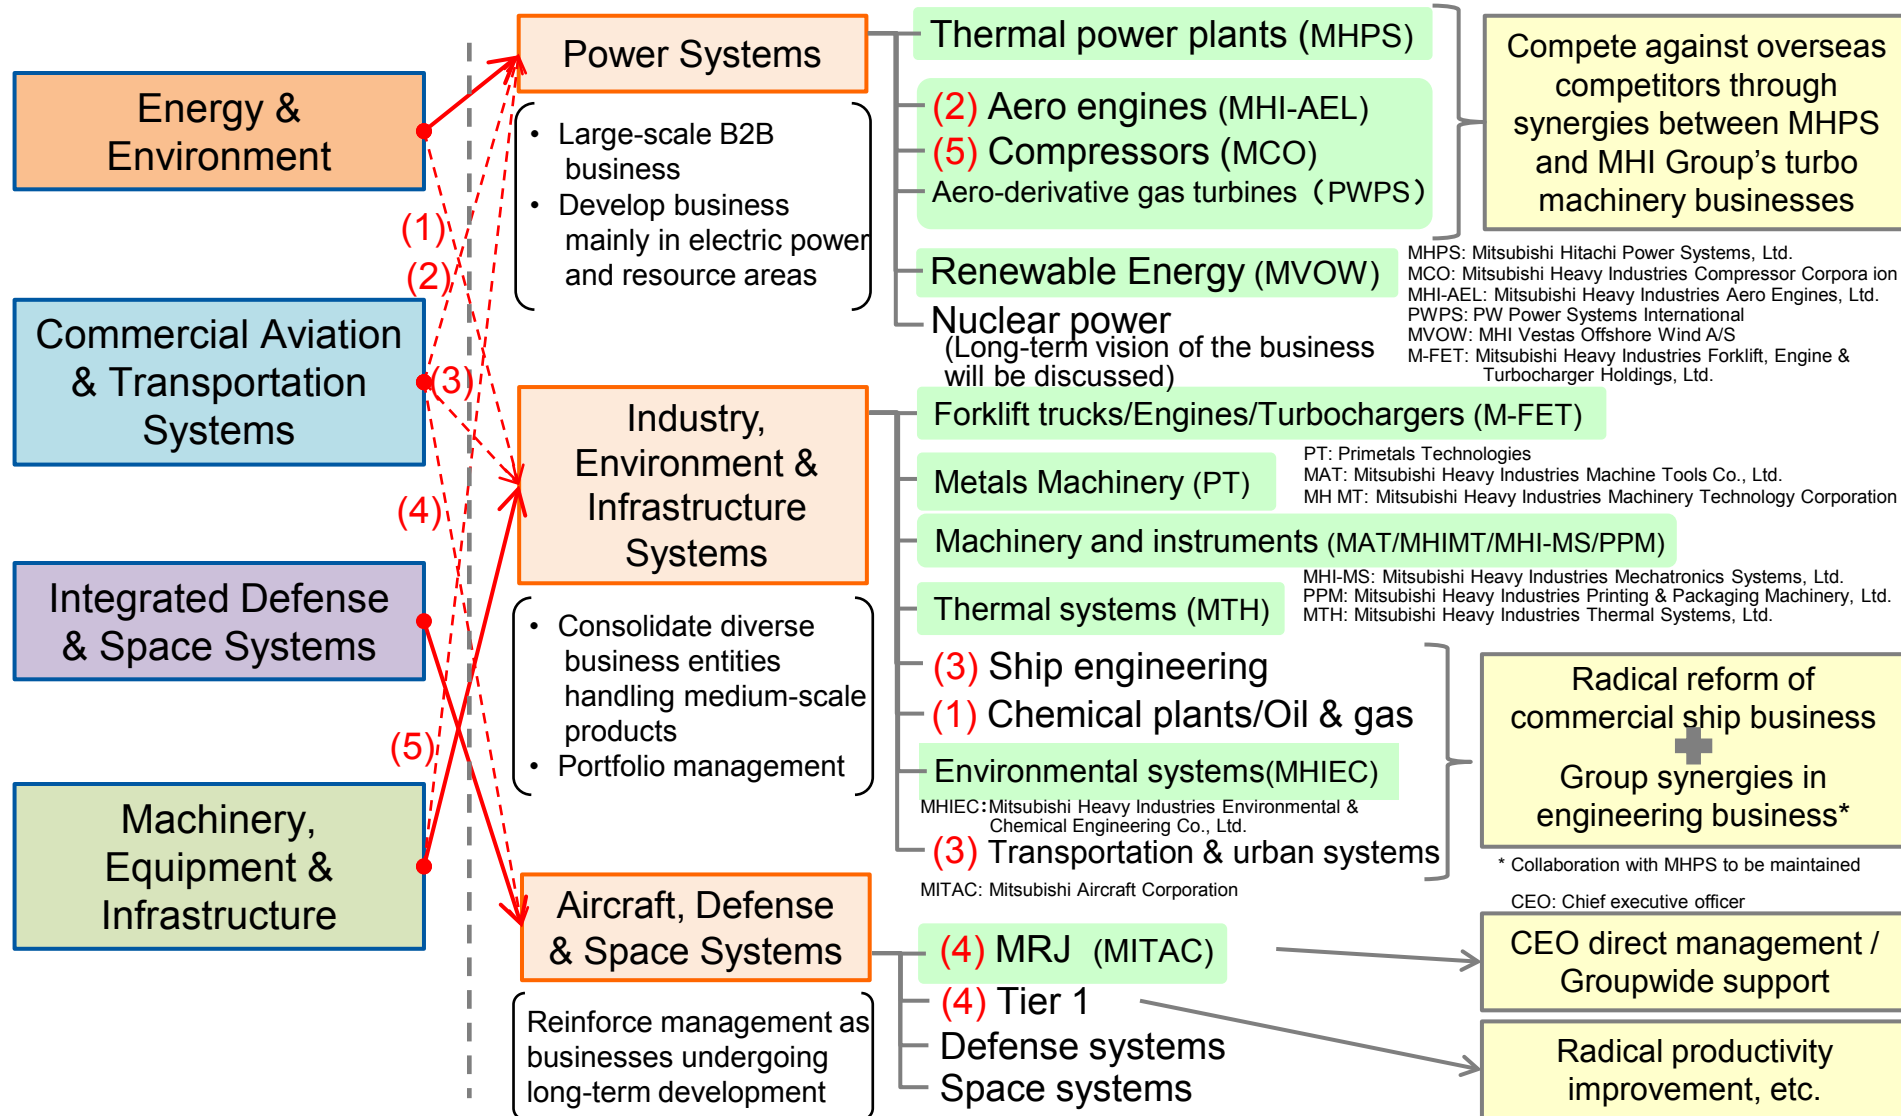 Energy &
Environment
Commercial Aviation
& Transportation
Systems
Integrated Defense
& Space Systems
Machinery,
Equipment &
Infrastructure
(1)
(2)
(3)
(4)
(5)
Power Systems
• Large-scale B2B
business
• Develop business
mainly in electric power
and resource areas
Industry,
Environment &
Infrastructure
Systems
• Consolidate diverse
business entities
handling medium-scale
products
• Portfolio management
Aircraft, Defense
& Space Systems
Reinforce management as
businesses undergoing
long-term development
Thermal power plants (MHPS)
(2) Aero engines (MHI-AEL)
(5) Compressors (MCO)
Aero-derivative gas turbines（PWPS）
Renewable Energy (MVOW)
Nuclear power
(Long-term vision of the business
will be discussed)
Compete against overseas
competitors through
synergies between MHPS
and MHI Group's turbo
machinery businesses
MHPS: Mitsubishi Hitachi Power Systems, Ltd.
MCO: Mitsubishi Heavy Industries Compressor Corpora ion
MHI-AEL: Mitsubishi Heavy Industries Aero Engines, Ltd.
PWPS: PW Power Systems International
MVOW: MHI Vestas Offshore Wind A/S
M-FET: Mitsubishi Heavy Industries Forklift, Engine &
Turbocharger Holdings, Ltd.
Forklift trucks/Engines/Turbochargers (M-FET)
Metals Machinery (PT)
PT: Primetals Technologies
MAT: Mitsubishi Heavy Industries Machine Tools Co., Ltd.
MH MT: Mitsubishi Heavy Industries Machinery Technology Corporation
Machinery and instruments (MAT/MHIMT/MHI-MS/PPM)
Thermal systems (MTH)
MHI-MS: Mitsubishi Heavy Industries Mechatronics Systems, Ltd.
PPM: Mitsubishi Heavy Industries Printing & Packaging Machinery, Ltd.
MTH: Mitsubishi Heavy Industries Thermal Systems, Ltd.
(3) Ship engineering
(1) Chemical plants/Oil & gas
Environmental systems(MHIEC)
MHIEC:Mitsubishi Heavy Industries Environmental &
Chemical Engineering Co., Ltd.
(3) Transportation & urban systems
MITAC: Mitsubishi Aircraft Corporation
Radical reform of
commercial ship business
Group synergies in
engineering business*
* Collaboration with MHPS to be maintained
CEO: Chief executive officer
(4) MRJ (MITAC)
(4) Tier 1
Defense systems
Space systems
CEO direct management /
Groupwide support
Radical productivity
improvement, etc.